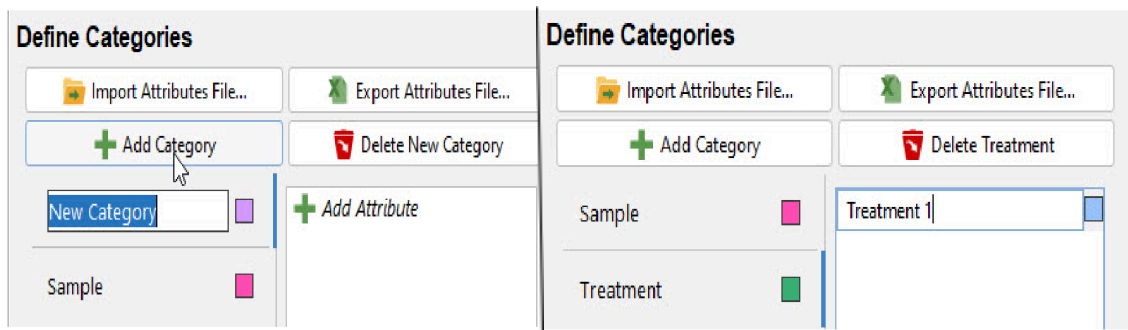 Define Categories
Import Attributes File...
Export Attributes File...
Add Category
Delete New Category
New Category
Add Attribute
Sample
Define Categories
Import Attributes File...
Export Attributes File...
Add Category
Delete Treatment
Sample
Treatment 1
Treatment